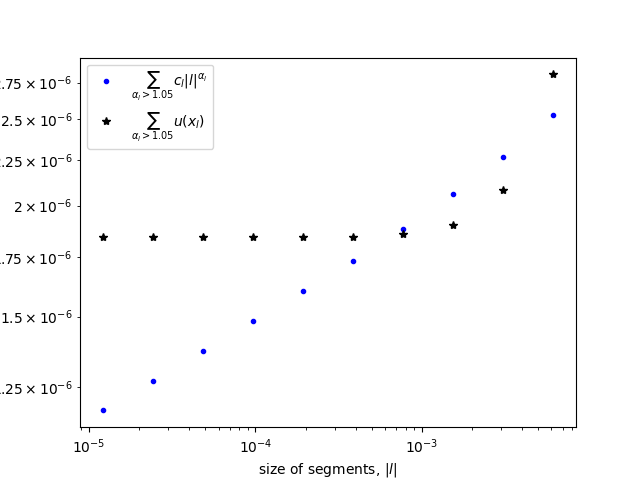 ∑_{α_l>1.05} c_l|l|^{α_l}
∑_{α_l>1.05} u(x_l)
.75 × 10⁻⁶
2.5 × 10⁻⁶
2.25 × 10⁻⁶
2 × 10⁻⁶
.75 × 10⁻⁶
1.5 × 10⁻⁶
.25 × 10⁻⁶
10⁻⁵ 10⁻⁴ 10⁻³
size of segments, |l|